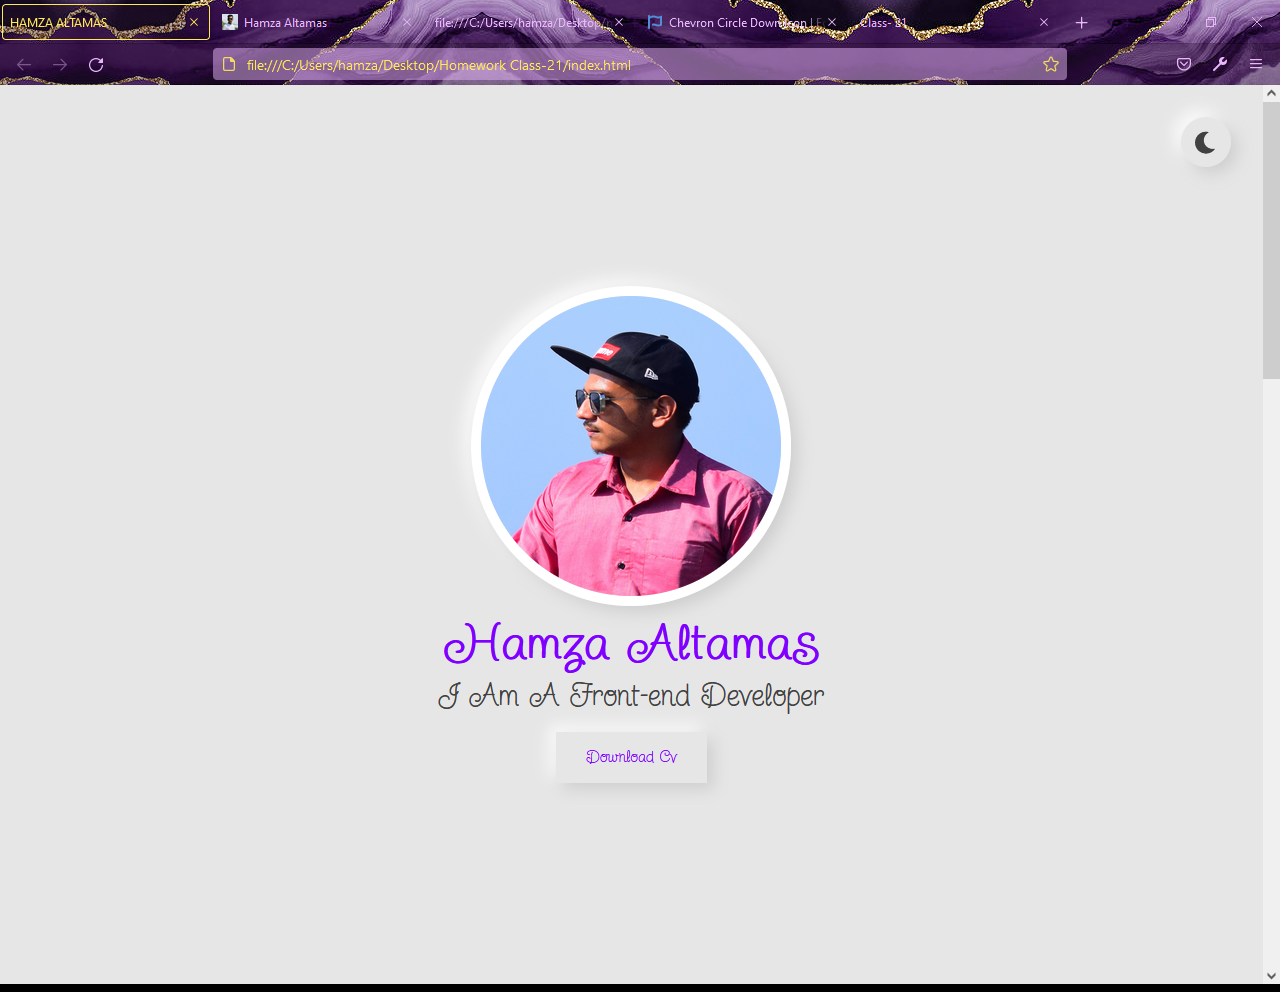 HAMZA ALTAMAS
Hamza Altamas
file:///C:/Users/hamza/Desktop/
Chevron Circle Down Icon | F
Class- 21
file:///C:/Users/hamza/Desktop/Homework Class-21/index.html
Hamza Altamas
I Am A Front-end Developer
Download Cv